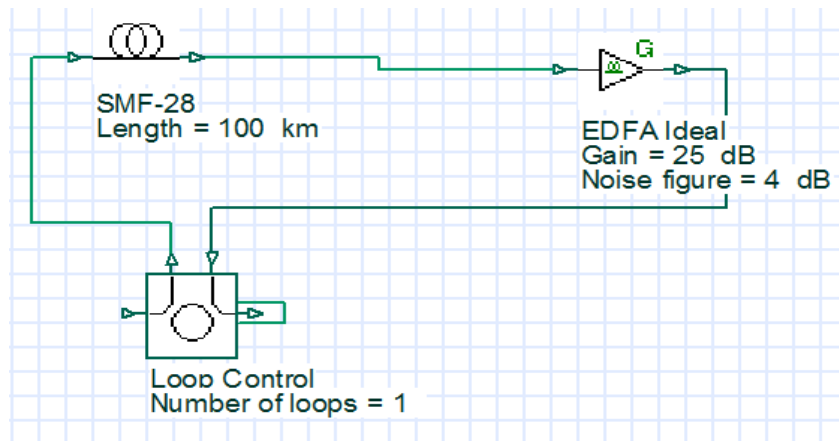 G
SMF-28
Length = 100 km
EDFA Ideal
Gain = 25 dB
Noise figure = 4 dB
Loop Control
Number of loops = 1